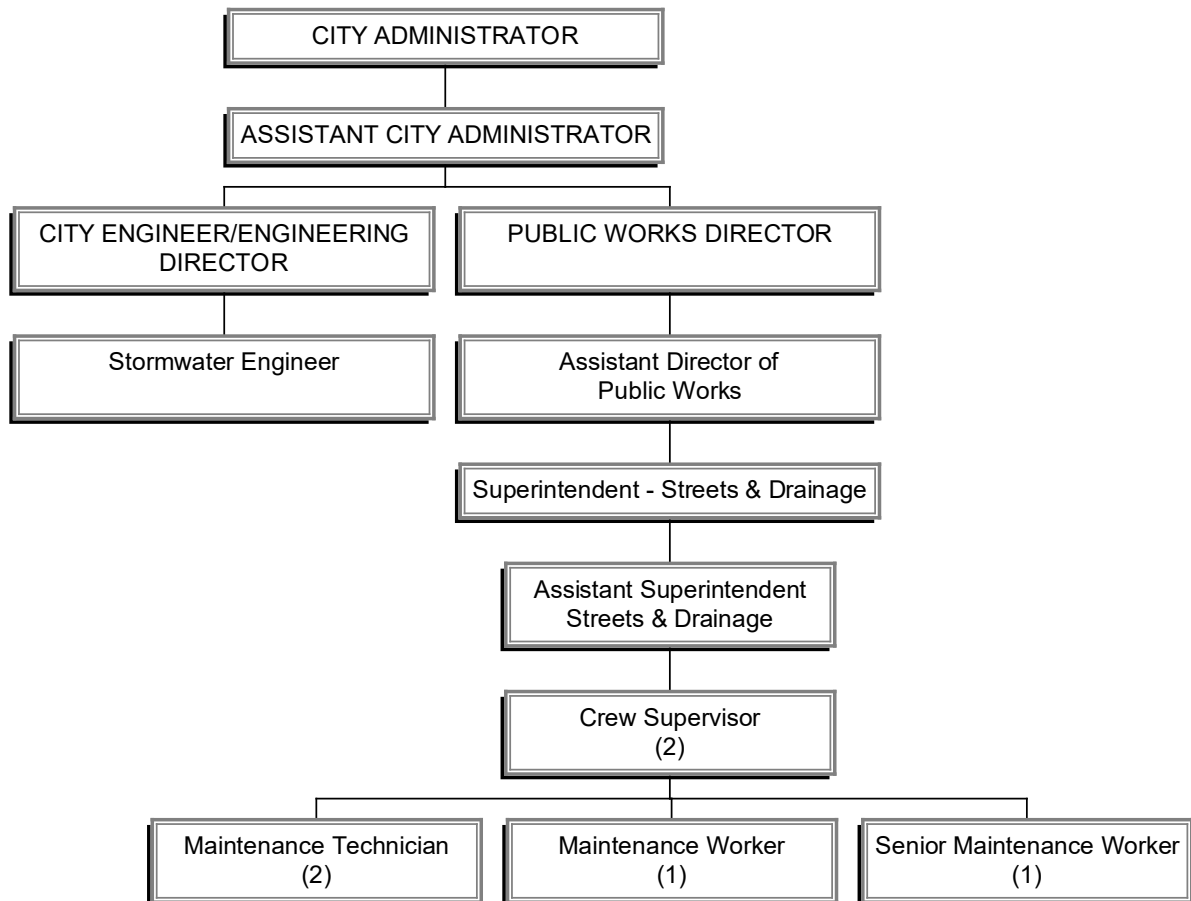 CITY ADMINISTRATOR
ASSISTANT CITY ADMINISTRATOR
CITY ENGINEER/ENGINEERING
DIRECTOR
PUBLIC WORKS DIRECTOR
Stormwater Engineer
Assistant Director of
Public Works
Superintendent - Streets & Drainage
Assistant Superintendent
Streets & Drainage
Crew Supervisor
(2)
Maintenance Technician
(2)
Maintenance Worker
(1)
Senior Maintenance Worker
(1)